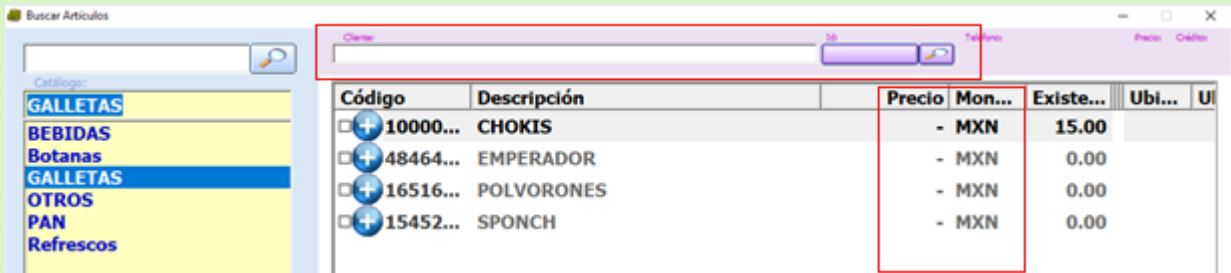 Buscar Artículos
Cliente: Id: Teléfono: Precio: Crédito:
Catálogo:
GALLETAS
BEBIDAS
Botanas
GALLETAS
OTROS
PAN
Refrescos
Código Descripción Precio Mon... Existe... Ubi... Ul
10000... CHOKIS - MXN 15.00
48464... EMPERADOR - MXN 0.00
16516... POLVORONES - MXN 0.00
15452... SPONCH - MXN 0.00